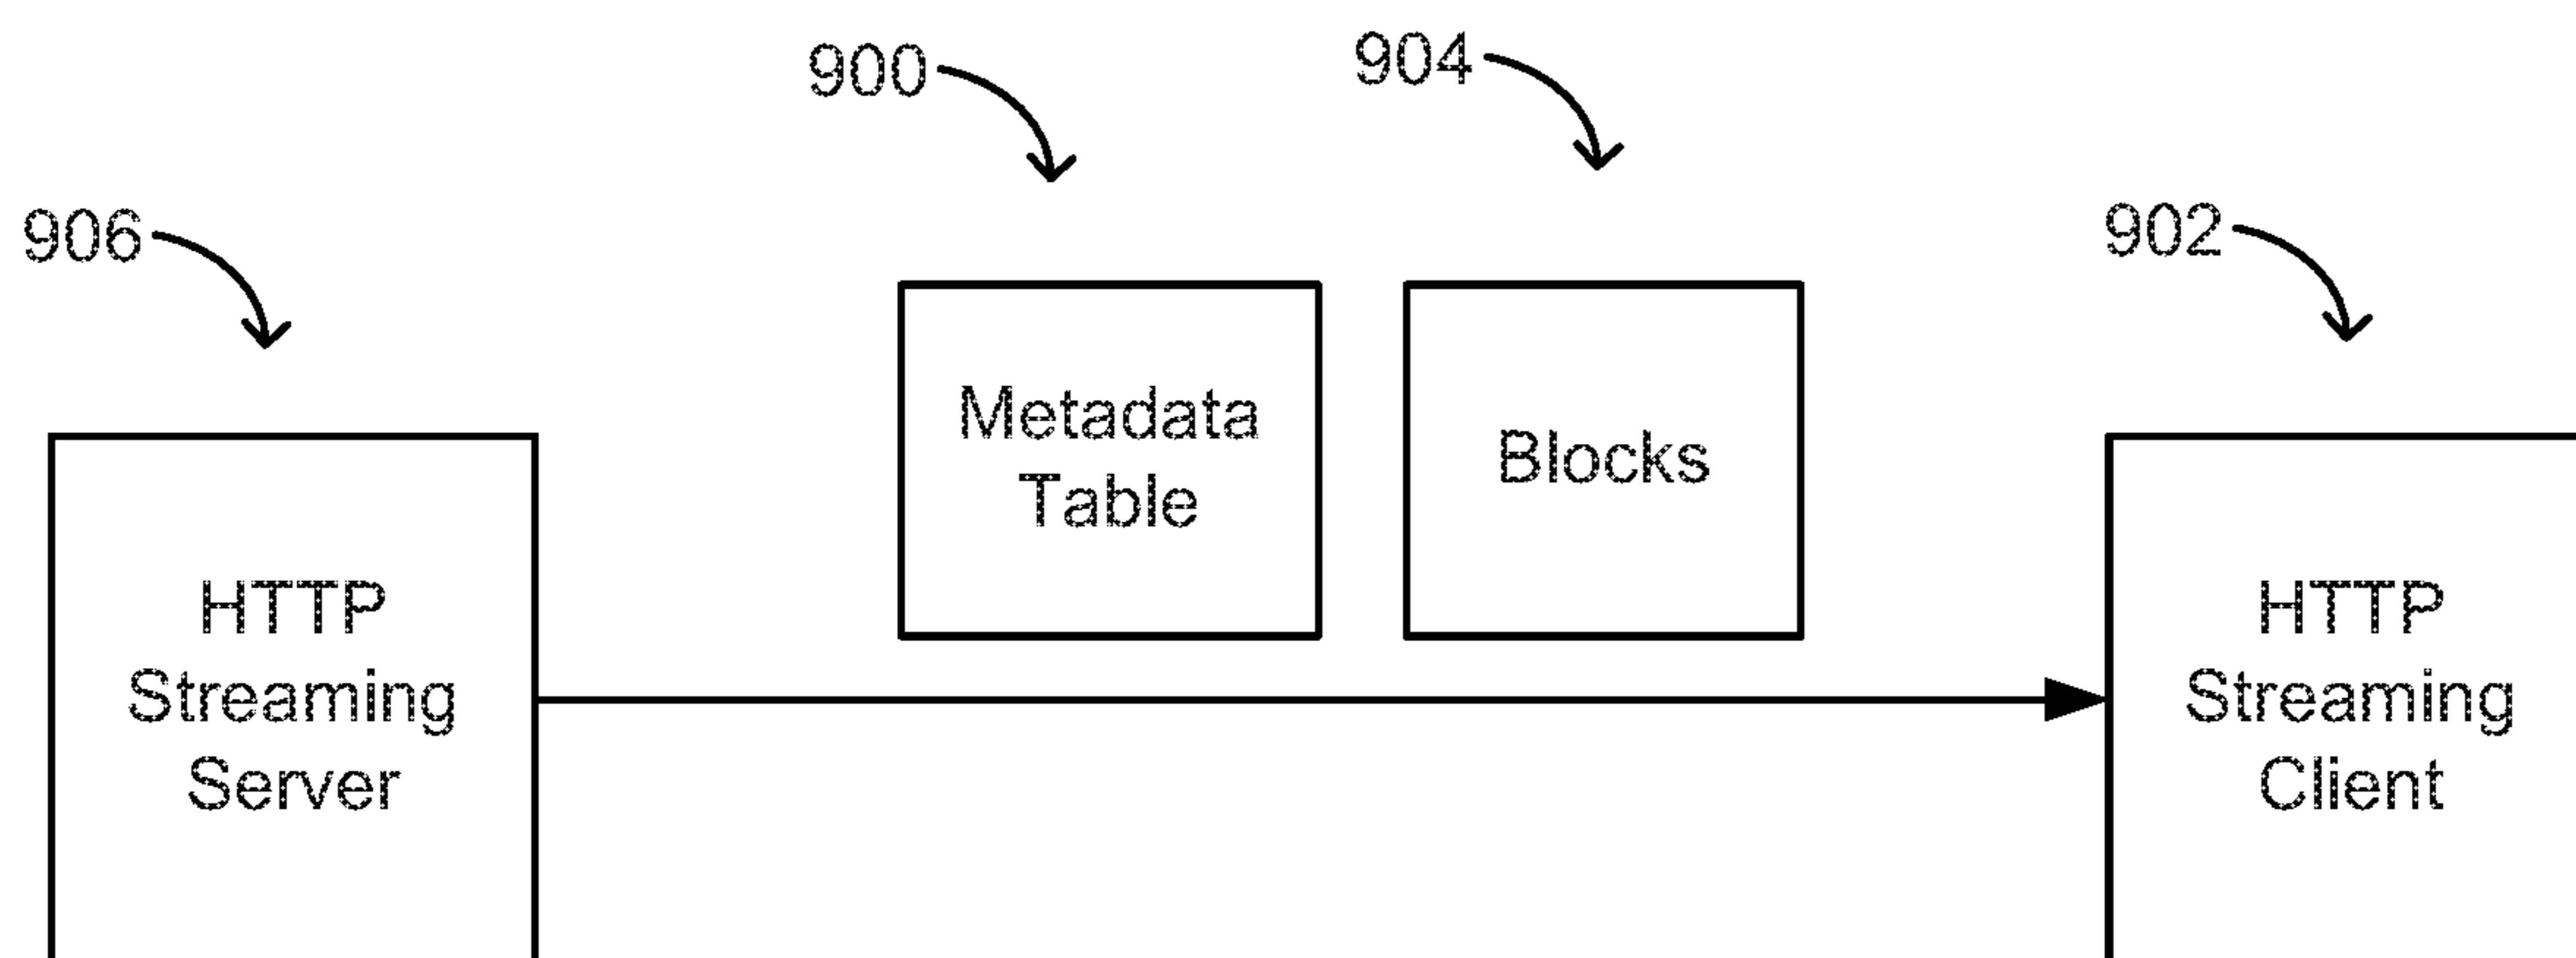 900
904
906
902
Metadata
Table
Blocks
HTTP
Streaming
Server
HTTP
Streaming
Client